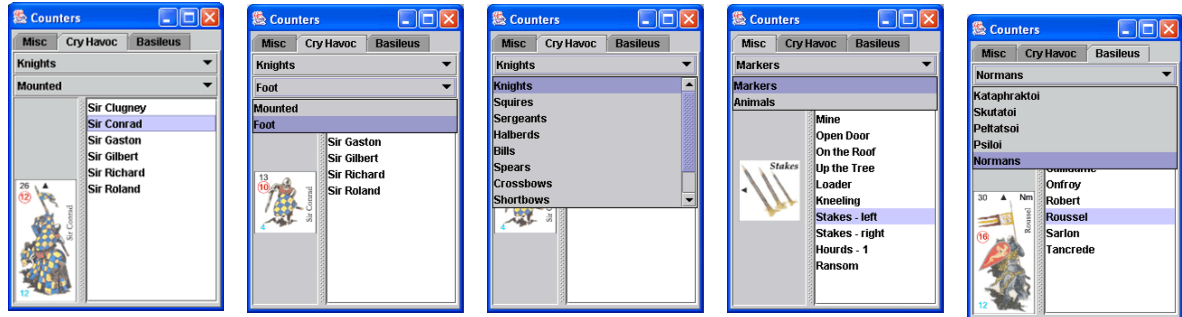 Counters
Misc Cry Havoc Basileus
Knights
Mounted
Sir Clugney
Sir Conrad
Sir Gaston
Sir Gilbert
Sir Richard
Sir Roland
26
12
Sir Conrad
12
Counters
Misc Cry Havoc Basileus
Knights
Foot
Mounted
Foot
Sir Gaston
Sir Gilbert
Sir Richard
Sir Roland
13
10
Sir Conrad
4
Counters
Misc Cry Havoc Basileus
Knights
Knights
Squires
Sergeants
Halberds
Bills
Spears
Crossbows
Shortbows
4
Counters
Misc Cry Havoc Basileus
Markers
Markers
Animals
Mine
Open Door
On the Roof
Up the Tree
Loader
Kneeling
Stakes - left
Stakes - right
Hourds - 1
Ransom
Stakes
Counters
Misc Cry Havoc Basileus
Normans
Kataphraktoi
Skutatoi
Peltatsoi
Psiloi
Normans
Onfroy
Robert
Roussel
Sarlon
Tancrede
30 Nm
Roussel
16
12